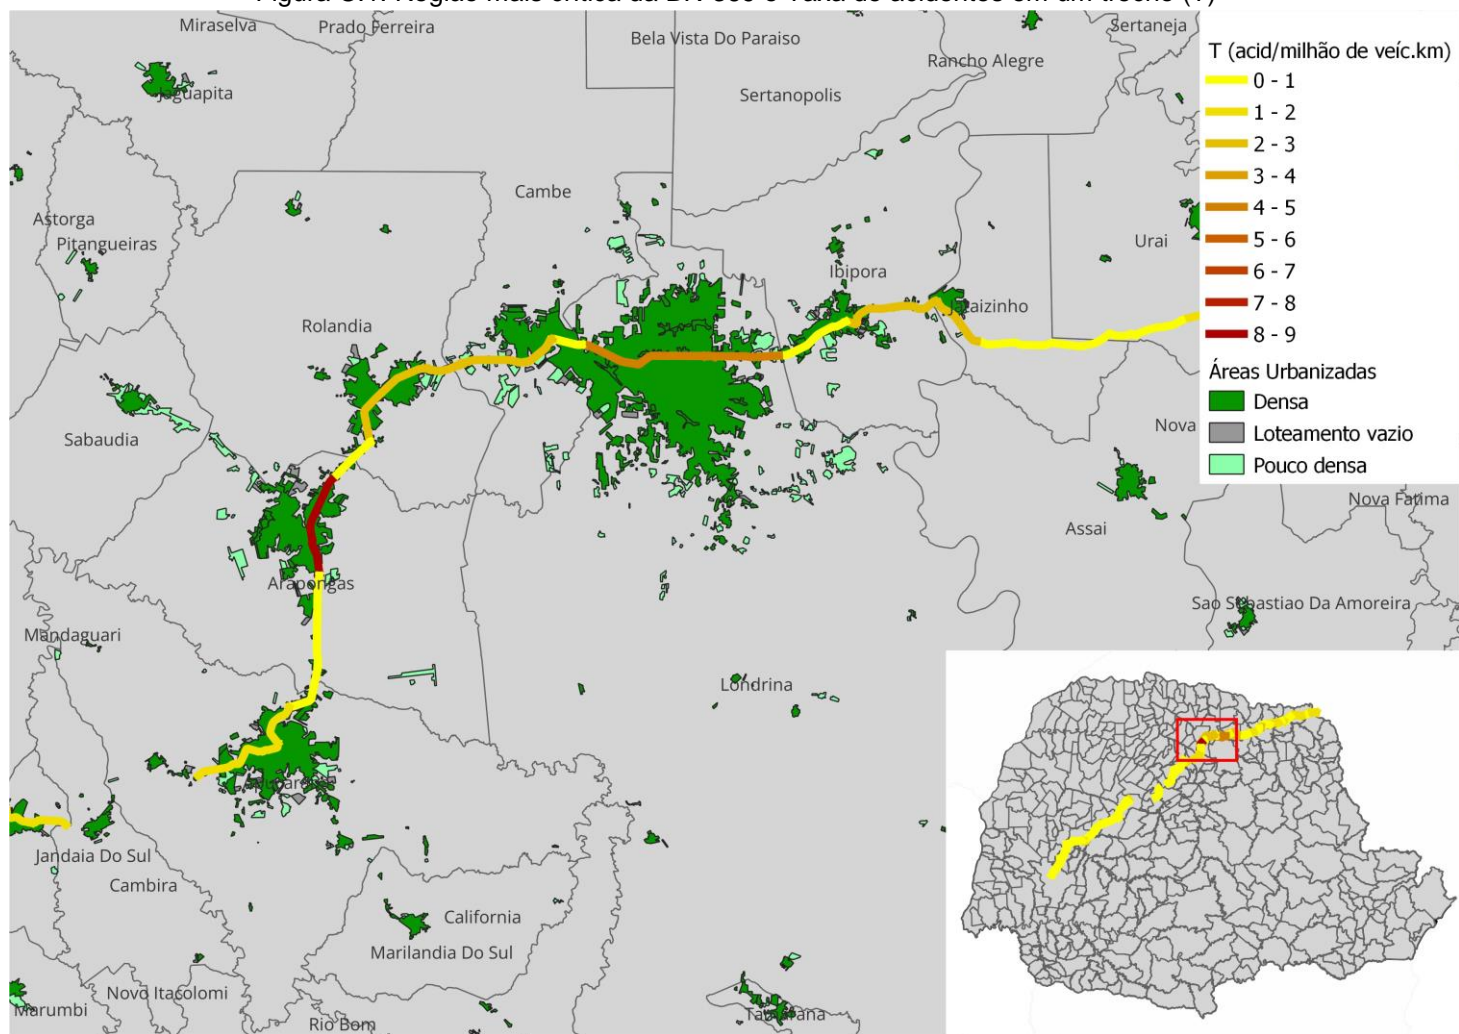 Miraselva
Prado Ferreira
Bela Vista Do Paraiso
Sertaneja
Rancho Alegre
Jaguapita
Sertanopolis
T (acid/milhão de veíc.km)
0 - 1
1 - 2
2 - 3
3 - 4
4 - 5
5 - 6
6 - 7
7 - 8
8 - 9
Áreas Urbanizadas
Densa
Loteamento vazio
Pouco densa
Cambe
Astorga
Pitangueiras
Urai
Ibipora
Jataizinho
Rolandia
Sabaudia
Nova
Nova Fatima
Assai
Arapongas
Sao Sebastiao Da Amoreira
Mandaguari
Londrina
Jandaia Do Sul
Cambira
California
Marilandia Do Sul
Novo Itacolomi
Marumbi
Rio Bom